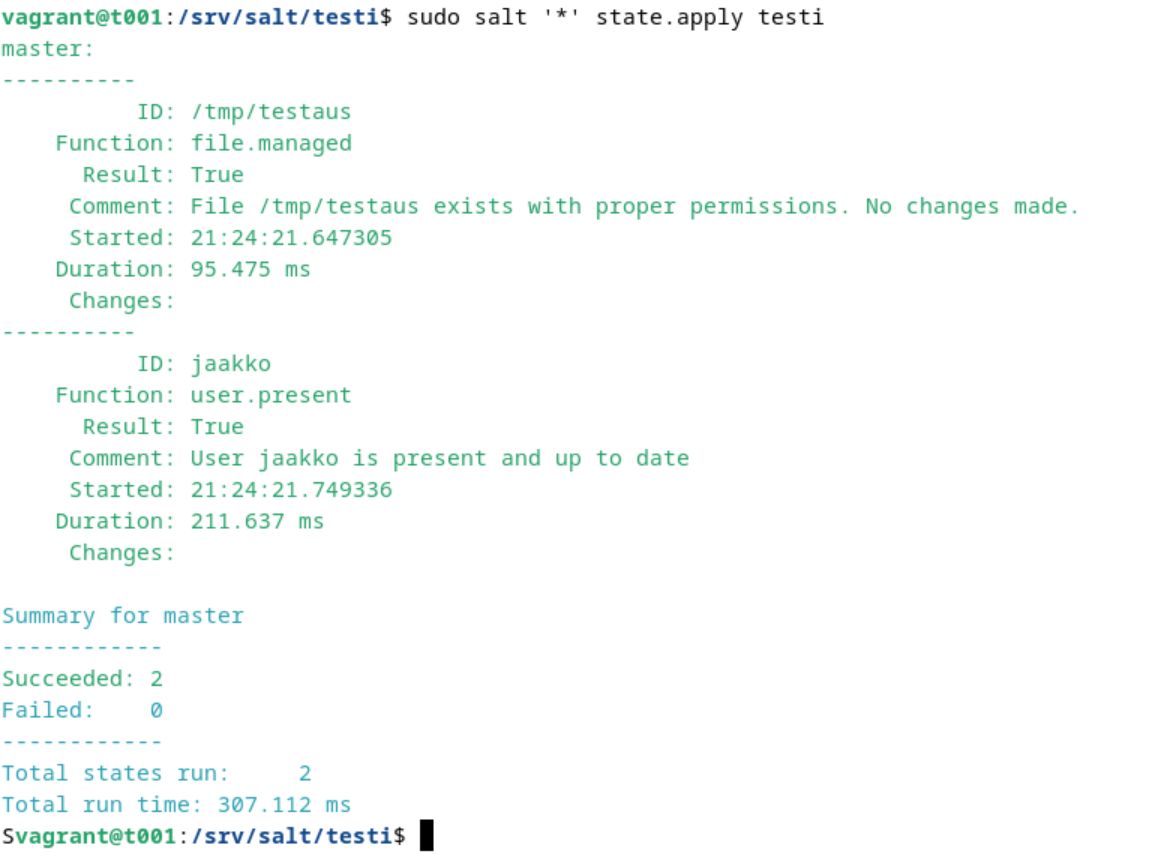 vagrant@t001:/srv/salt/testi$ sudo salt '*' state.apply testi
master:
----------
          ID: /tmp/testaus
    Function: file.managed
      Result: True
     Comment: File /tmp/testaus exists with proper permissions. No changes made.
     Started: 21:24:21.647305
    Duration: 95.475 ms
     Changes:
----------
          ID: jaakko
    Function: user.present
      Result: True
     Comment: User jaakko is present and up to date
     Started: 21:24:21.749336
    Duration: 211.637 ms
     Changes:

Summary for master
------------
Succeeded: 2
Failed:    0
------------
Total states run:     2
Total run time: 307.112 ms
Svagrant@t001:/srv/salt/testi$